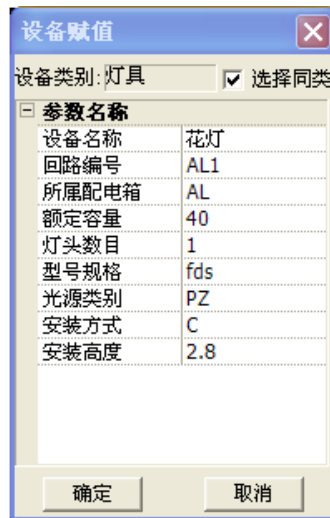 设备赋值
设备类别: 灯具 选择同类
参数名称
设备名称 花灯
回路编号 AL1
所属配电箱 AL
额定容量 40
灯头数目 1
型号规格 fds
光源类别 PZ
安装方式 C
安装高度 2.8
确定 取消